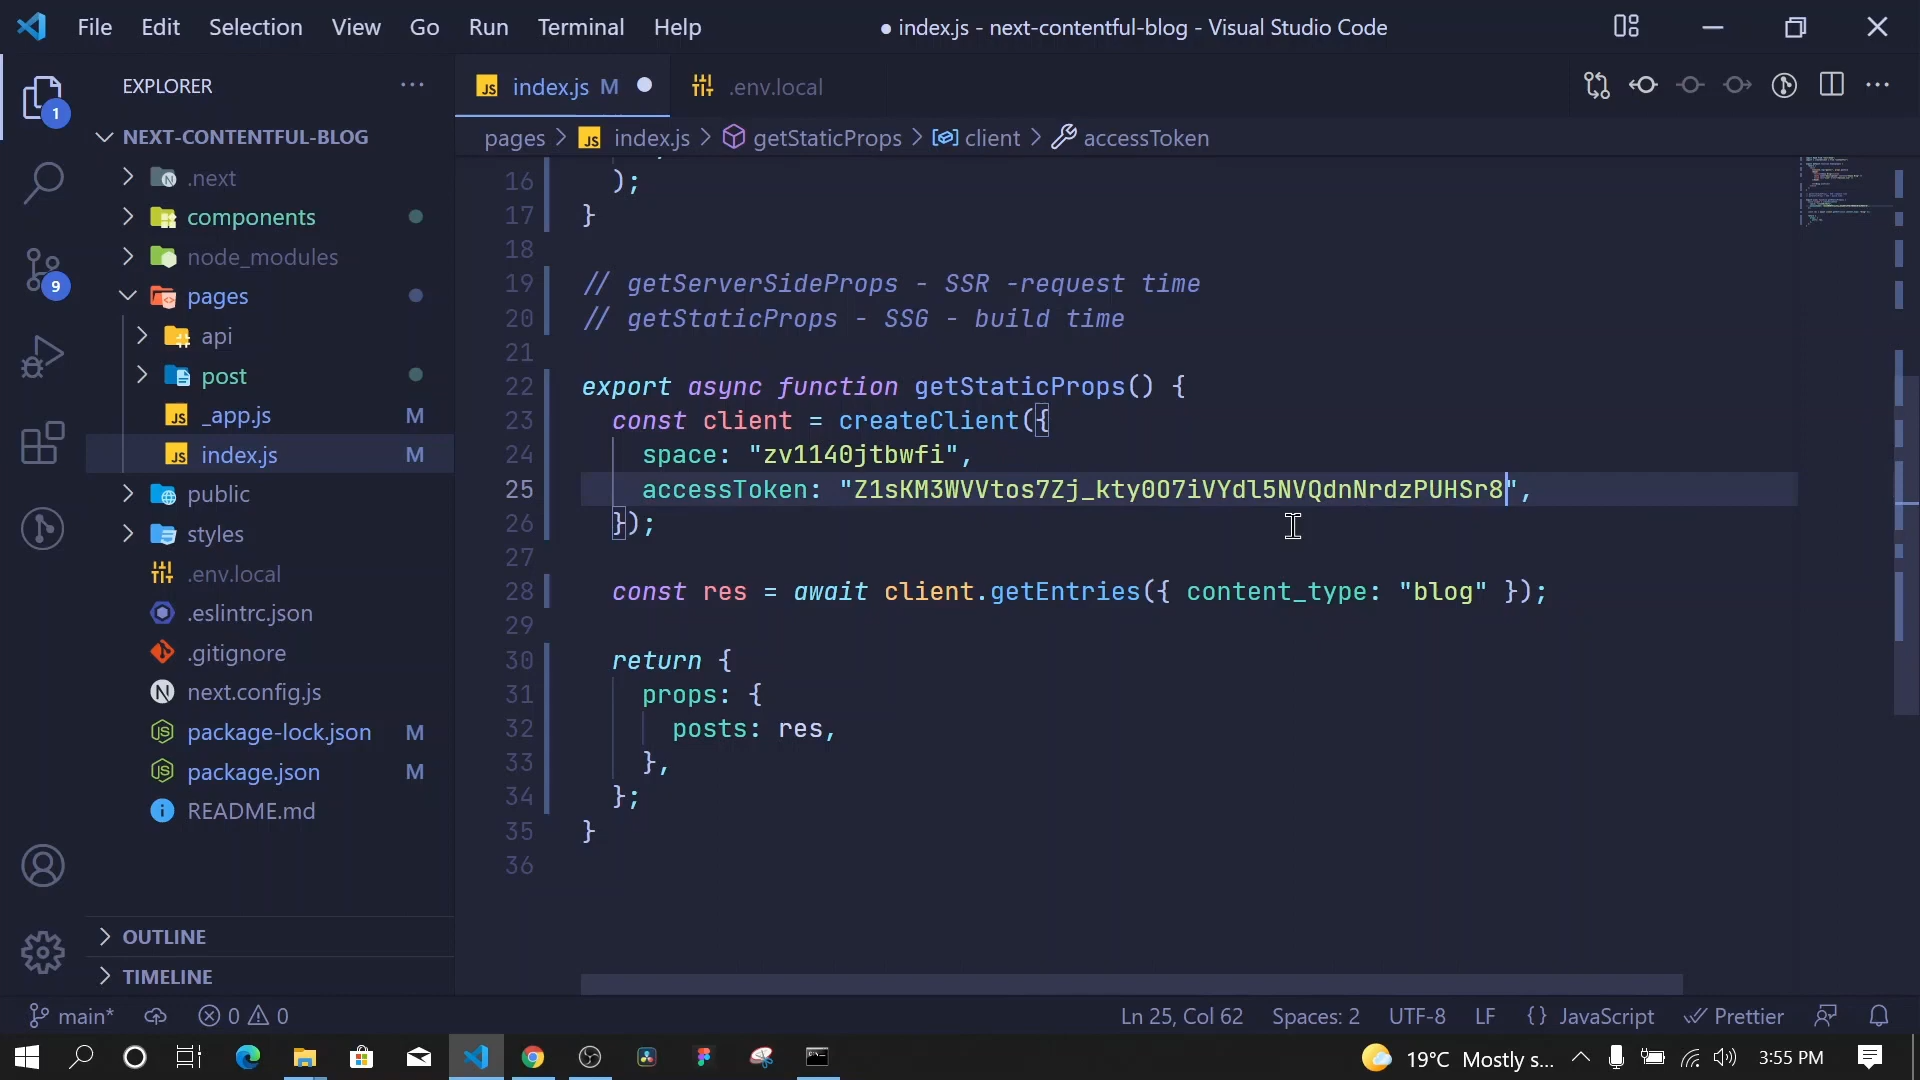 File Edit Selection View Go Run Terminal Help
● index.js - next-contentful-blog - Visual Studio Code
EXPLORER
NEXT-CONTENTFUL-BLOG
.next
components
node_modules
pages
api
post
_app.js M
index.js M
public
styles
.env.local
.eslintrc.json
.gitignore
next.config.js
package-lock.json M
package.json M
README.md
OUTLINE
TIMELINE
1
9
index.js M
.env.local
pages > index.js > getStaticProps > client > accessToken
16 );
17 }
18
19 // getServerSideProps - SSR -request time
20 // getStaticProps - SSG - build time
21
22 export async function getStaticProps() {
23 const client = createClient({
24 space: "zv1140jtbwfi",
25 accessToken: "Z1sKM3WVVtos7Zj_kty0O7iVYdl5NVQdnNrdzPUHSr8",
26 });
27
28 const res = await client.getEntries({ content_type: "blog" });
29
30 return {
31 props: {
32 posts: res,
33 },
34 };
35 }
36
main* 0 0 Ln 25, Col 62 Spaces: 2 UTF-8 LF {} JavaScript Prettier
19°C Mostly s... 3:55 PM